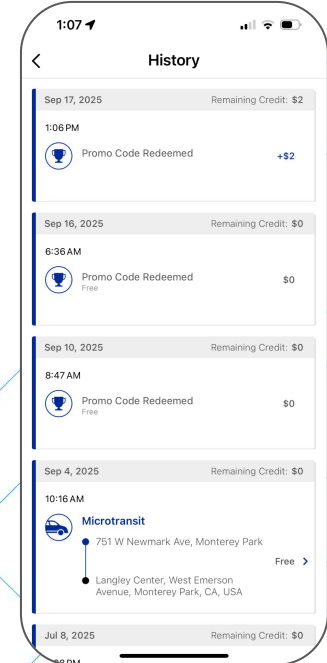 1:07
History
Sep 17, 2025 Remaining Credit: $2
1:06 PM
Promo Code Redeemed
+$2
Sep 16, 2025 Remaining Credit: $0
6:36 AM
Promo Code Redeemed
Free
$0
Sep 10, 2025 Remaining Credit: $0
8:47 AM
Promo Code Redeemed
Free
$0
Sep 4, 2025 Remaining Credit: $0
10:16 AM
Microtransit
751 W Newmark Ave, Monterey Park
Free
Langley Center, West Emerson
Avenue, Monterey Park, CA, USA
Jul 8, 2025 Remaining Credit: $0
PM